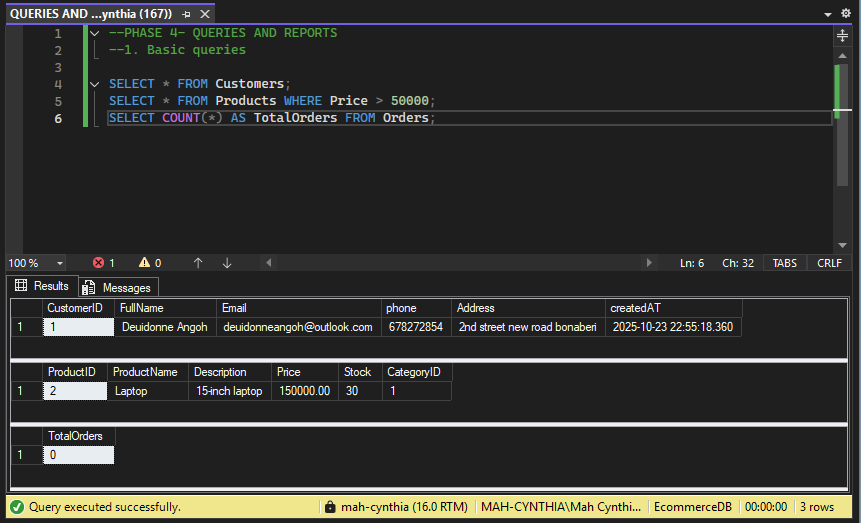 QUERIES AND ...ynthia (167))
1 --PHASE 4- QUERIES AND REPORTS
2 --1. Basic queries
3
4 SELECT * FROM Customers;
5 SELECT * FROM Products WHERE Price > 50000;
6 SELECT COUNT(*) AS TotalOrders FROM Orders;
100 % 1 0 Ln: 6 Ch: 32 TABS CRLF
Results Messages
CustomerID FullName Email phone Address createdAT
1 1 Deuidonne Angoh deuidonneangoh@outlook.com 678272854 2nd street new road bonaberi 2025-10-23 22:55:18.360
ProductID ProductName Description Price Stock CategoryID
1 2 Laptop 15-inch laptop 150000.00 30 1
TotalOrders
1 0
Query executed successfully. mah-cynthia (16.0 RTM) MAH-CYNTHIA\Mah Cynthi... EcommerceDB 00:00:00 3 rows